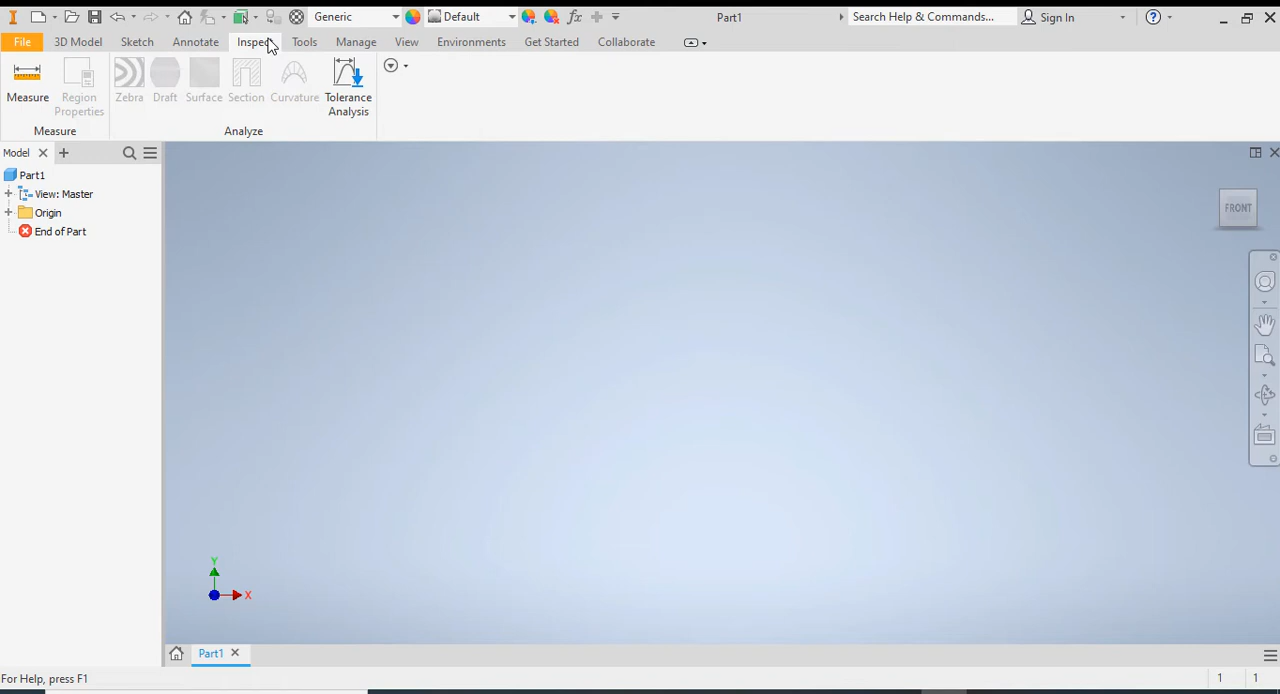 Generic Default Part1 Search Help & Commands... Sign In
File 3D Model Sketch Annotate Inspect Tools Manage View Environments Get Started Collaborate
Measure Region Properties Zebra Draft Surface Section Curvature Tolerance Analysis
Measure Analyze
Model
Part1
View: Master
Origin
End of Part
FRONT
Y
X
Part1
For Help, press F1 1 1